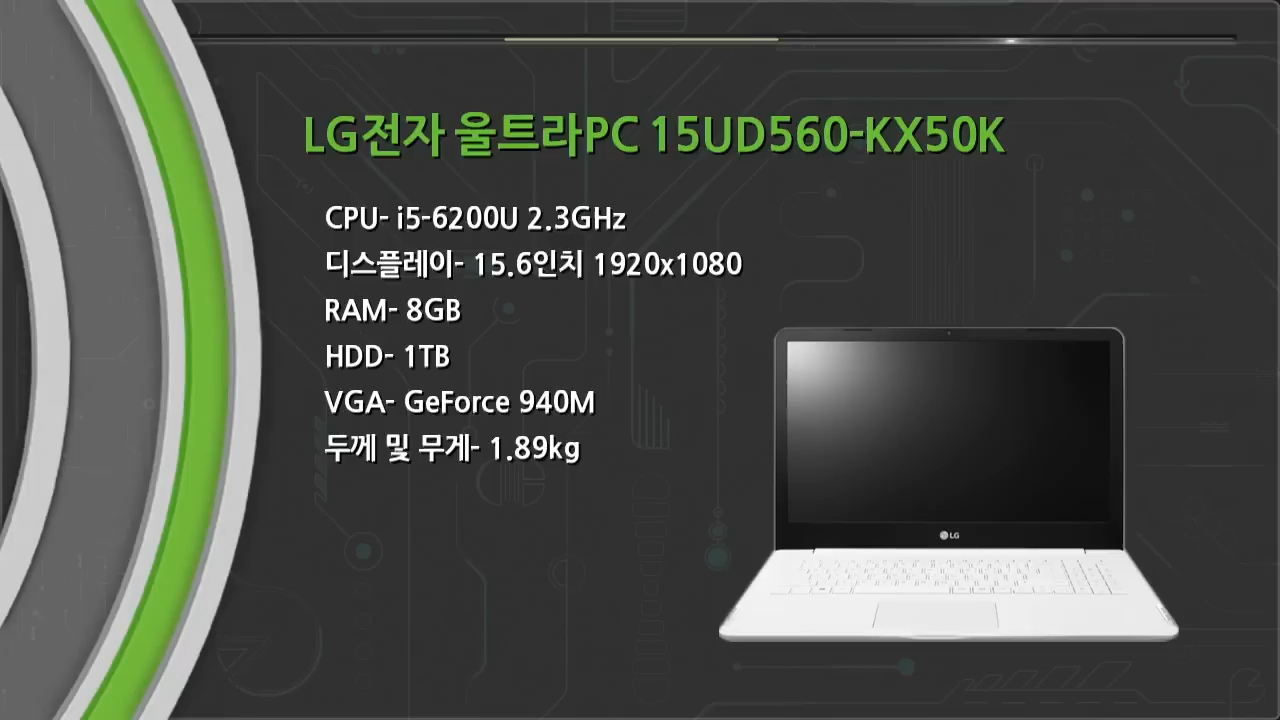 LG전자 울트라PC 15UD560-KX50K
CPU- i5-6200U 2.3GHz
디스플레이- 15.6인치 1920x1080
RAM- 8GB
HDD- 1TB
VGA- GeForce 940M
두께 및 무게- 1.89kg
LG